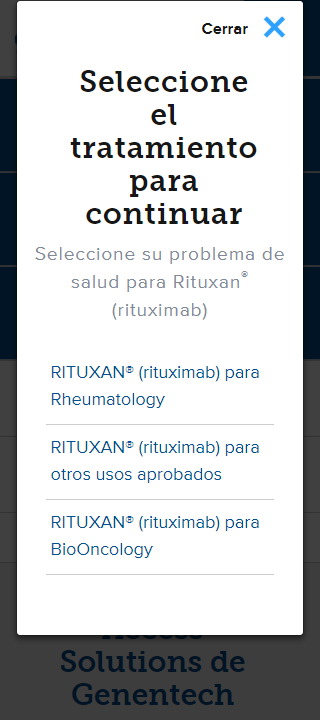 Cerrar
Seleccione
el
tratamiento
para
continuar
Seleccione su problema de
salud para Rituxan®
(rituximab)
RITUXAN® (rituximab) para
Rheumatology
RITUXAN® (rituximab) para
otros usos aprobados
RITUXAN® (rituximab) para
BioOncology
Access
Solutions de
Genentech